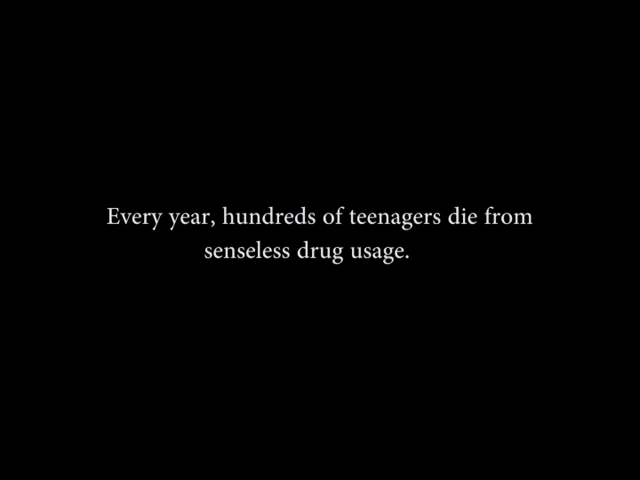 Every year, hundreds of teenagers die from
senseless drug usage.